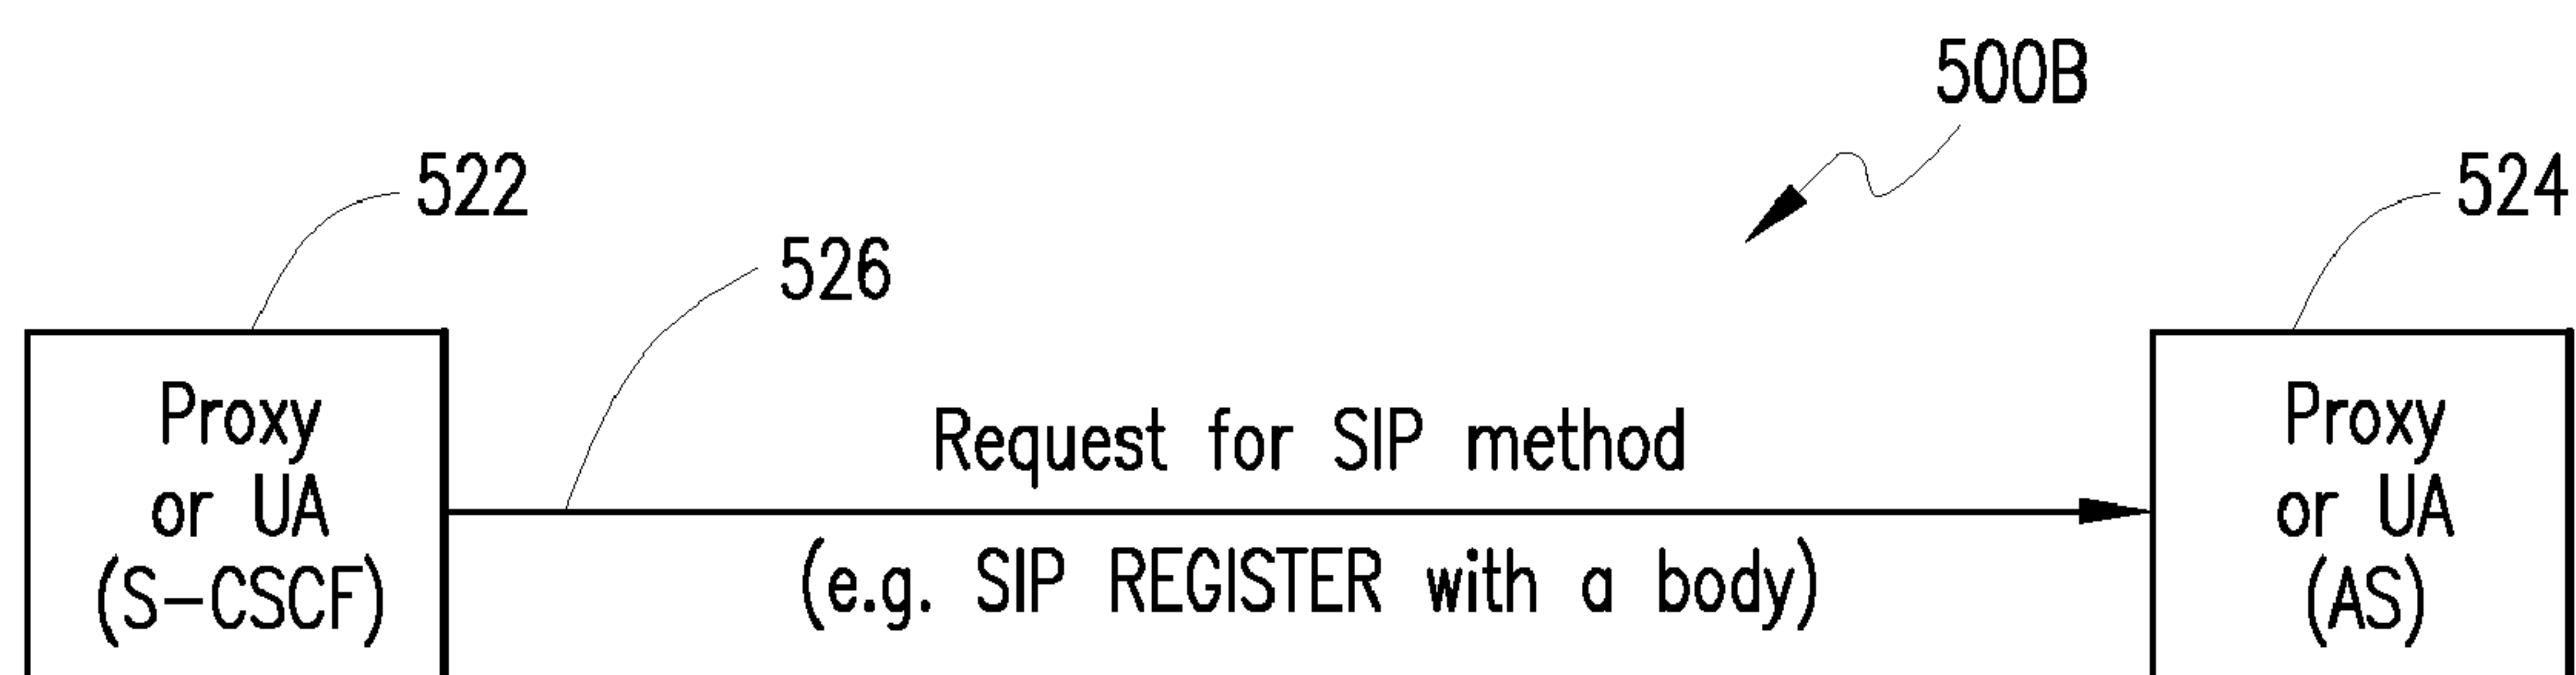 500B
522
524
526
Proxy
or UA
(S-CSCF)
Request for SIP method
(e.g. SIP REGISTER with a body)
Proxy
or UA
(AS)